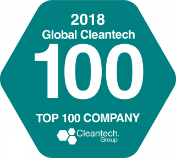 2018
Global Cleantech
100
TOP 100 COMPANY
Cleantech.
Group